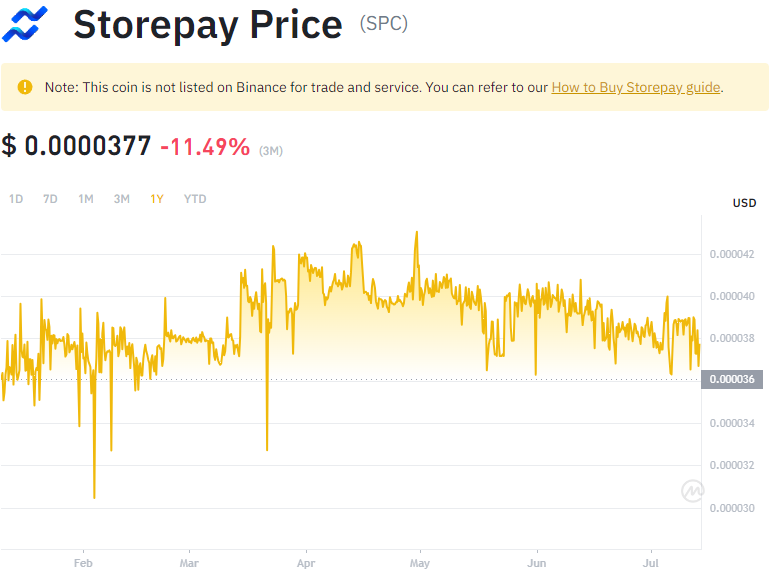 Storepay Price (SPC)
Note: This coin is not listed on Binance for trade and service. You can refer to our How to Buy Storepay guide.
$ 0.0000377 -11.49% (3M)
1D 7D 1M 3M 1Y YTD
USD
0.000042
0.000040
0.000038
0.000036
0.000034
0.000032
0.000030
Feb Mar Apr May Jun Jul